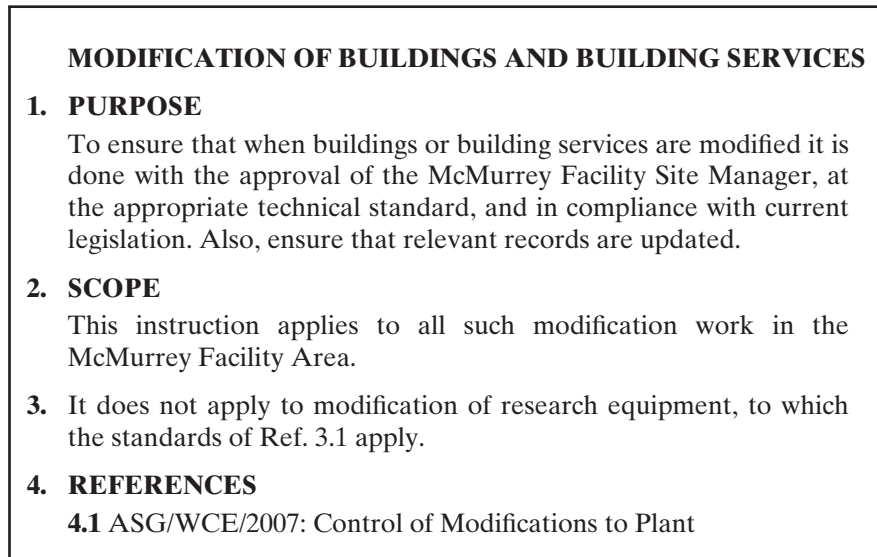 MODIFICATION OF BUILDINGS AND BUILDING SERVICES
1. PURPOSE
To ensure that when buildings or building services are modified it is
done with the approval of the McMurrey Facility Site Manager, at
the appropriate technical standard, and in compliance with current
legislation. Also, ensure that relevant records are updated.
2. SCOPE
This instruction applies to all such modification work in the
McMurrey Facility Area.
3. It does not apply to modification of research equipment, to which
the standards of Ref. 3.1 apply.
4. REFERENCES
4.1 ASG/WCE/2007: Control of Modifications to Plant